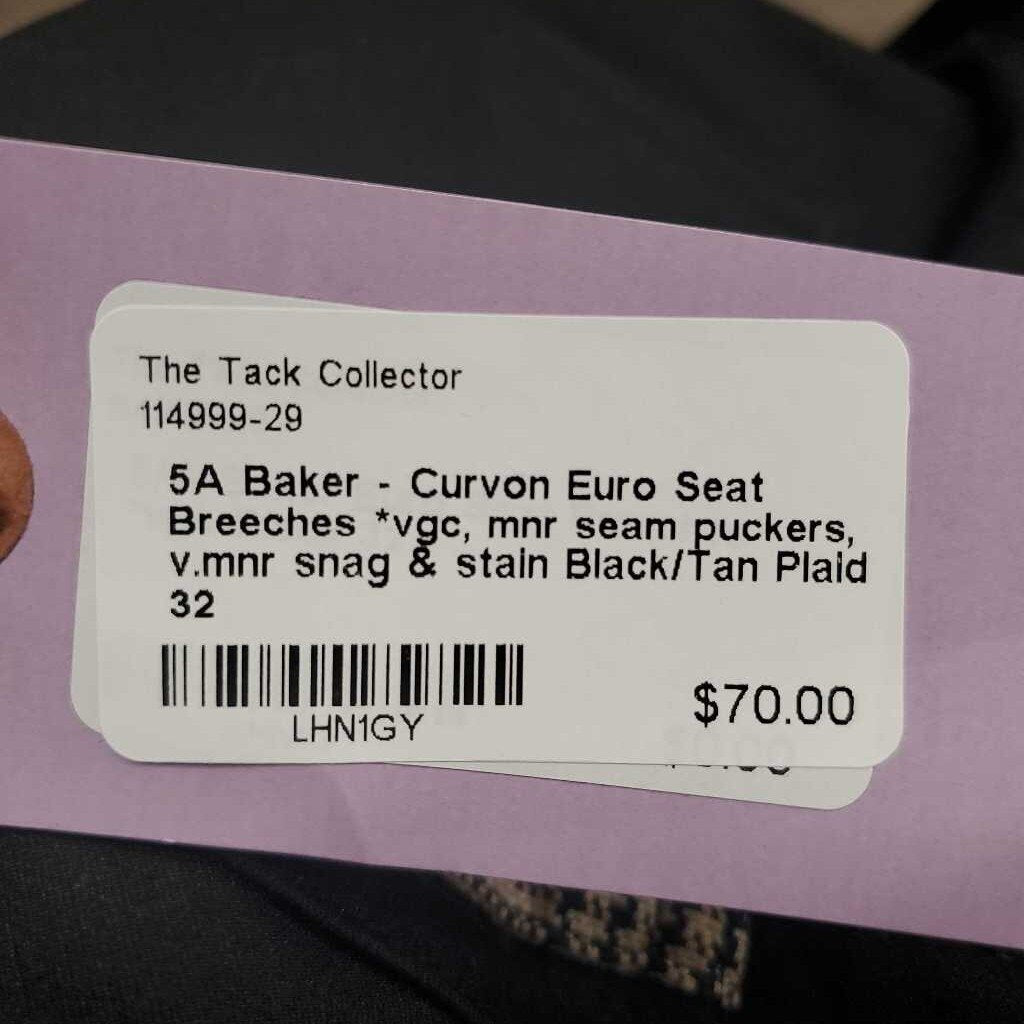 The Tack Collector
114999-29
5A Baker - Curvon Euro Seat
Breeches *vgc, mnr seam puckers,
v.mnr snag & stain Black/Tan Plaid
32
LHN1GY
$70.00